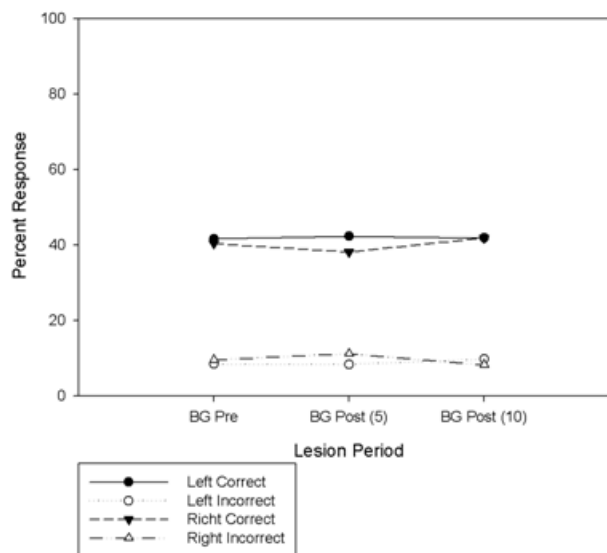 100
80
60
40
20
0
Percent Response
BG Pre BG Post (5) BG Post (10)
Lesion Period
Left Correct
Left Incorrect
Richt Correct
Right Incorrect